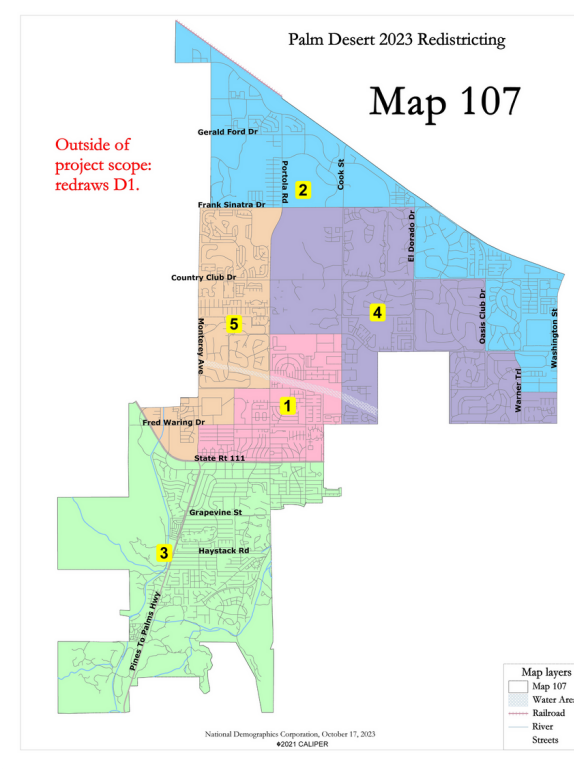 Palm Desert 2023 Redistricting
Map 107
Outside of
project scope:
redraws D1.
Gerald Ford Dr
Portola Rd
Cook St
2
Frank Sinatra Dr
El Dorado Dr
Country Club Dr
Oasis Club Dr
Washington St
4
5
Monterey Ave
Warner Trl
1
Fred Waring Dr
State Rt 111
Grapevine St
3
Haystack Rd
Pines To Palms Hwy
Map layers
Map 107
Water Are
Railroad
River
Streets
National Demographics Corporation, October 17, 2023
©2021 CALIPER